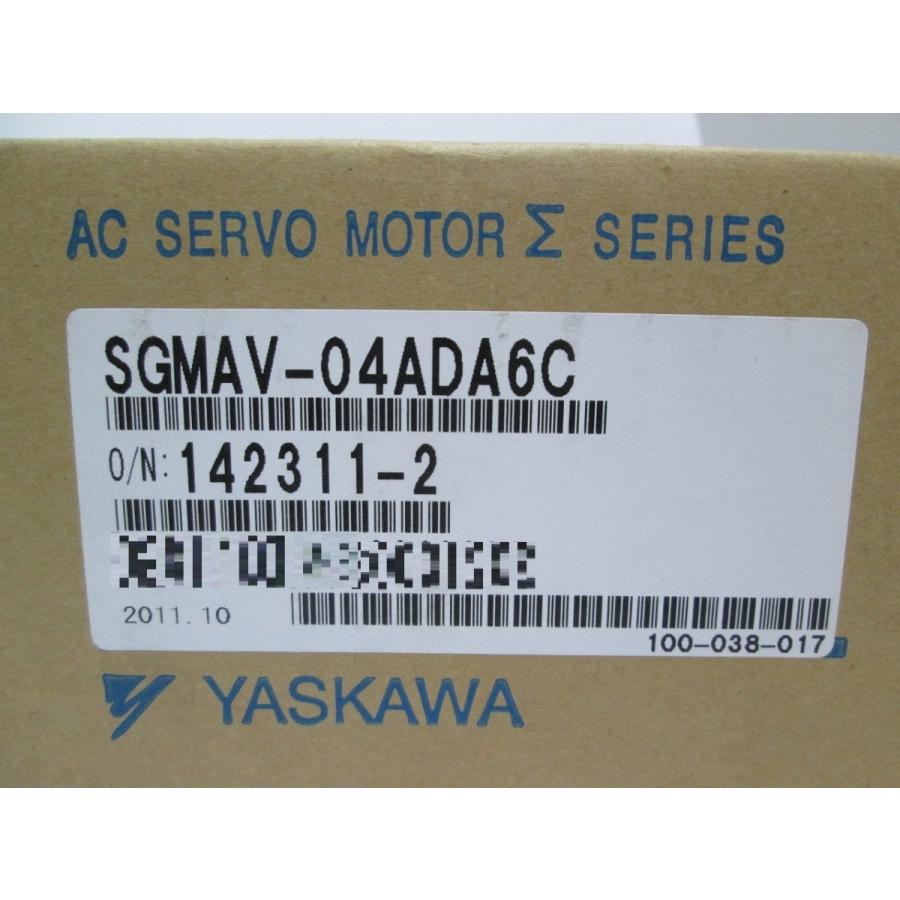 AC SERVO MOTOR Σ SERIES
SGMAV-04ADA6C
O/N: 142311-2
2011.10
100-038-017
YASKAWA